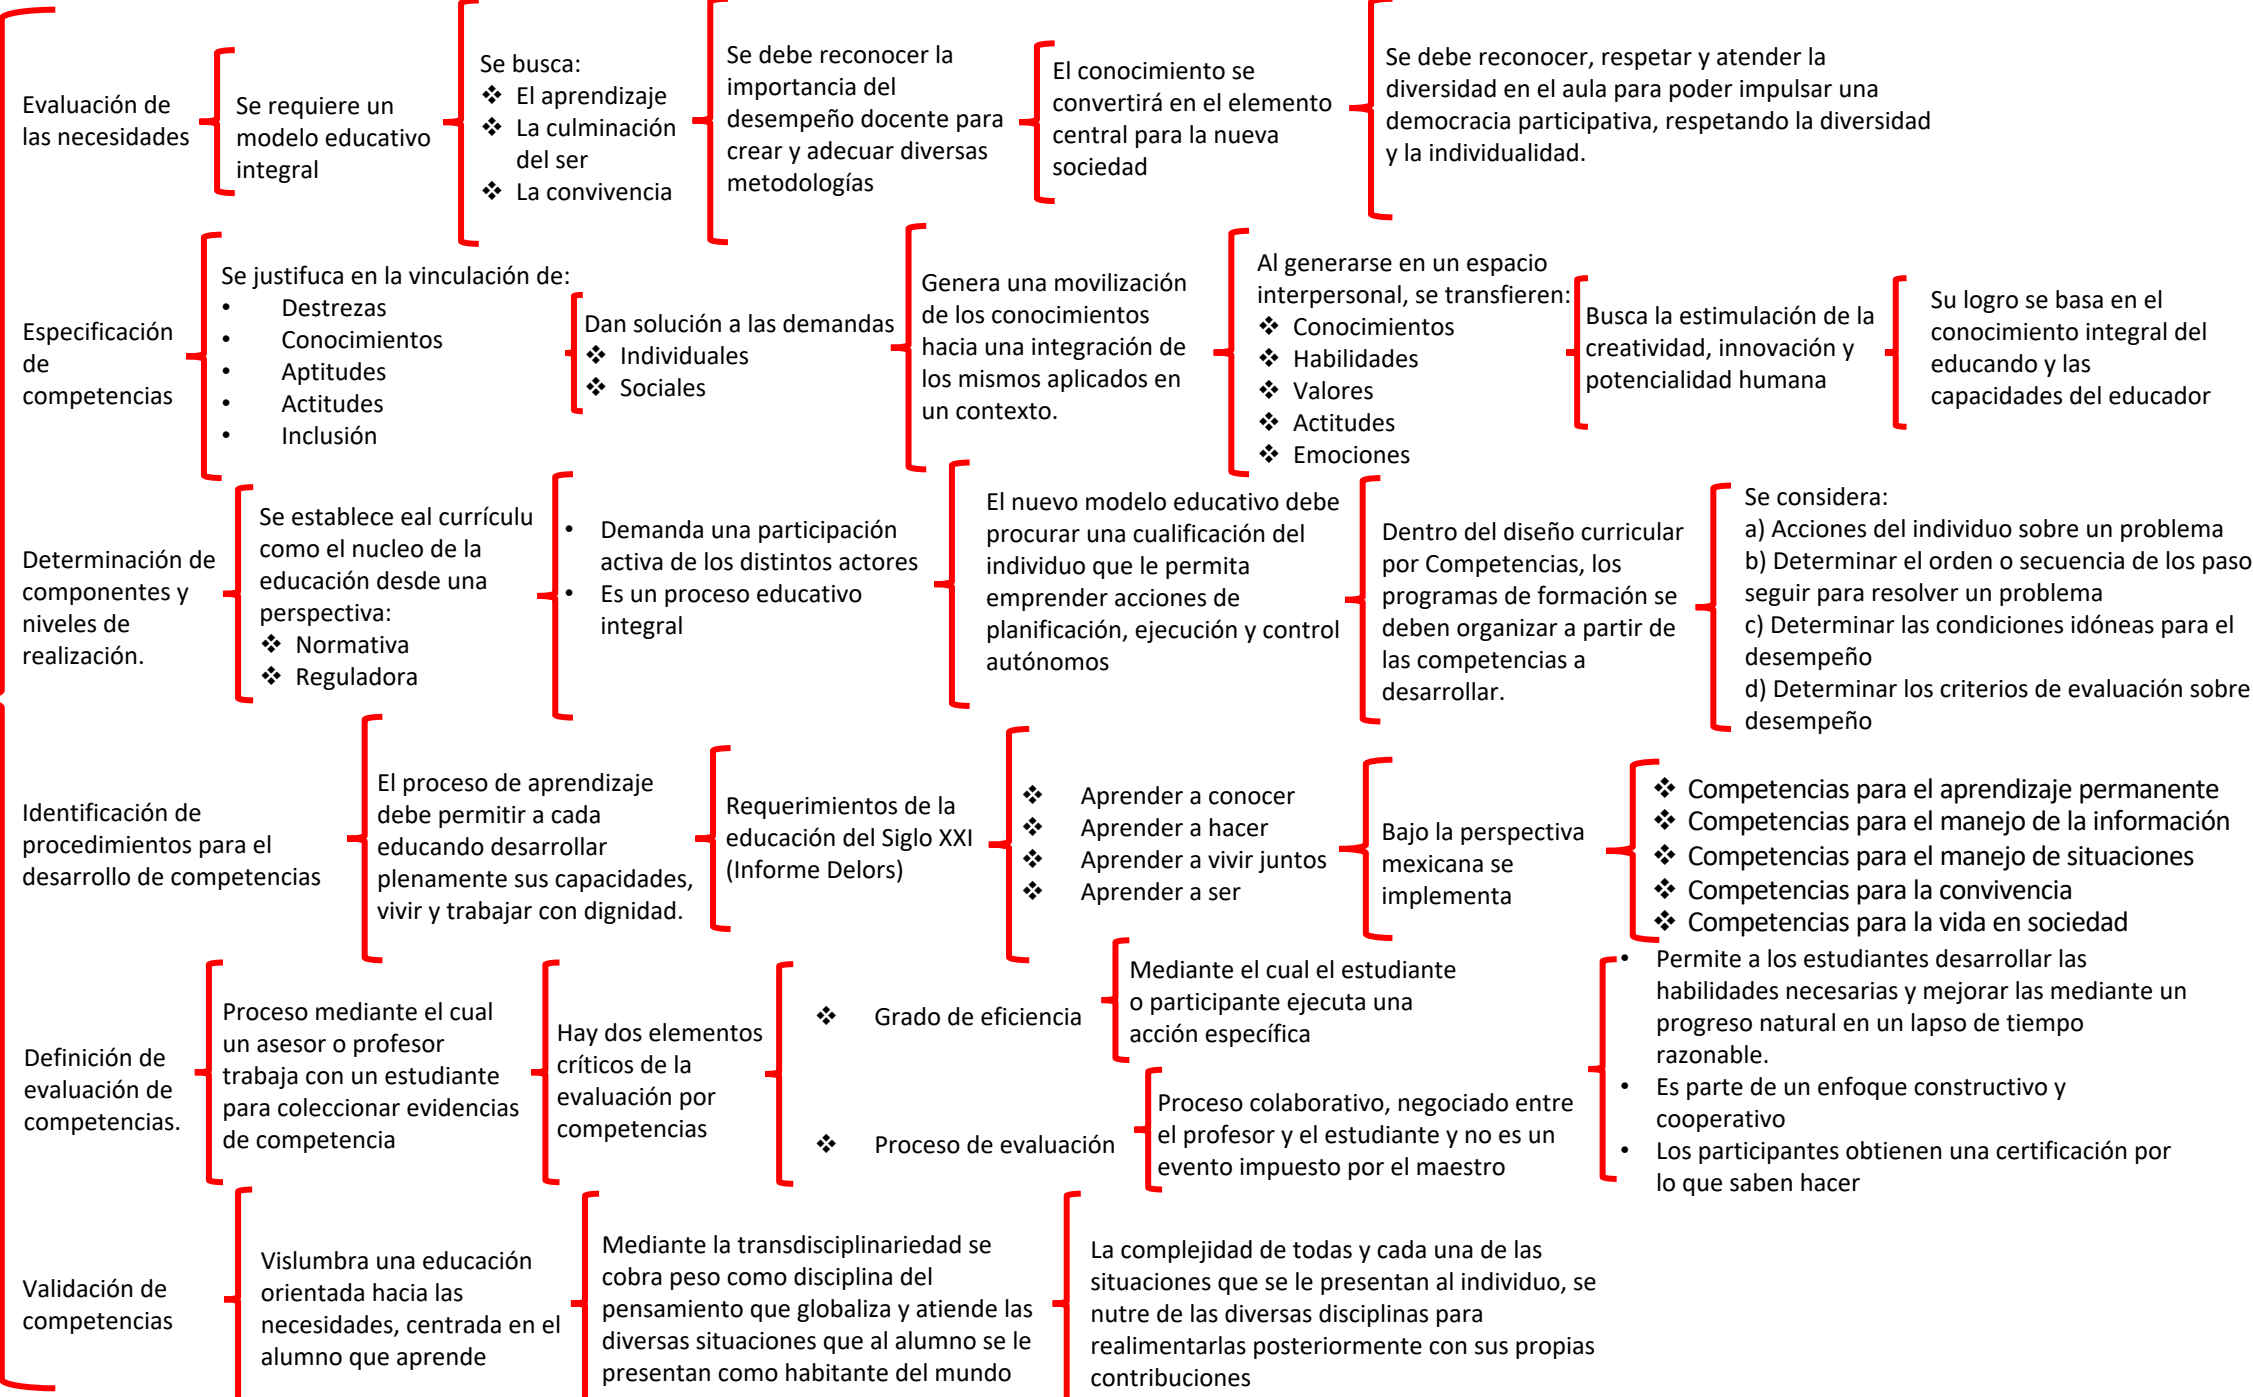 Evaluación de
las necesidades
Se requiere un
modelo educativo
integral
Se busca:
❖ El aprendizaje
❖ La culminación
del ser
❖ La convivencia
Se debe reconocer la
importancia del
desempeño docente para
crear y adecuar diversas
metodologías
El conocimiento se
convertirá en el elemento
central para la nueva
sociedad
Se debe reconocer, respetar y atender la
diversidad en el aula para poder impulsar una
democracia participativa, respetando la diversidad
y la individualidad.
Especificación
de
competencias
Se justifuca en la vinculación de:
• Destrezas
• Conocimientos
• Aptitudes
• Actitudes
• Inclusión
Dan solución a las demandas
❖ Individuales
❖ Sociales
Genera una movilización
de los conocimientos
hacia una integración de
los mismos aplicados en
un contexto.
Al generarse en un espacio
interpersonal, se transfieren:
❖ Conocimientos
❖ Habilidades
❖ Valores
❖ Actitudes
❖ Emociones
Busca la estimulación de la
creatividad, innovación y
potencialidad humana
Su logro se basa en el
conocimiento integral del
educando y las
capacidades del educador
Determinación de
componentes y
niveles de
realización.
Se establece eal currículu
como el nucleo de la
educación desde una
perspectiva:
❖ Normativa
❖ Reguladora
• Demanda una participación
activa de los distintos actores
• Es un proceso educativo
integral
El nuevo modelo educativo debe
procurar una cualificación del
individuo que le permita
emprender acciones de
planificación, ejecución y control
autónomos
Dentro del diseño curricular
por Competencias, los
programas de formación se
deben organizar a partir de
las competencias a
desarrollar.
Se considera:
a) Acciones del individuo sobre un problema
b) Determinar el orden o secuencia de los paso
seguir para resolver un problema
c) Determinar las condiciones idóneas para el
desempeño
d) Determinar los criterios de evaluación sobre
desempeño
Identificación de
procedimientos para el
desarrollo de competencias
El proceso de aprendizaje
debe permitir a cada
educando desarrollar
plenamente sus capacidades,
vivir y trabajar con dignidad.
Requerimientos de la
educación del Siglo XXI
(Informe Delors)
❖ Aprender a conocer
❖ Aprender a hacer
❖ Aprender a vivir juntos
❖ Aprender a ser
Bajo la perspectiva
mexicana se
implementa
❖ Competencias para el aprendizaje permanente
❖ Competencias para el manejo de la información
❖ Competencias para el manejo de situaciones
❖ Competencias para la convivencia
❖ Competencias para la vida en sociedad
Definición de
evaluación de
competencias.
Proceso mediante el cual
un asesor o profesor
trabaja con un estudiante
para coleccionar evidencias
de competencia
Hay dos elementos
críticos de la
evaluación por
competencias
❖ Grado de eficiencia
Mediante el cual el estudiante
o participante ejecuta una
acción específica
❖ Proceso de evaluación
Proceso colaborativo, negociado entre
el profesor y el estudiante y no es un
evento impuesto por el maestro
• Permite a los estudiantes desarrollar las
habilidades necesarias y mejorar las mediante un
progreso natural en un lapso de tiempo
razonable.
• Es parte de un enfoque constructivo y
cooperativo
• Los participantes obtienen una certificación por
lo que saben hacer
Validación de
competencias
Vislumbra una educación
orientada hacia las
necesidades, centrada en el
alumno que aprende
Mediante la transdisciplinariedad se
cobra peso como disciplina del
pensamiento que globaliza y atiende las
diversas situaciones que al alumno se le
presentan como habitante del mundo
La complejidad de todas y cada una de las
situaciones que se le presentan al individuo, se
nutre de las diversas disciplinas para
realimentarlas posteriormente con sus propias
contribuciones